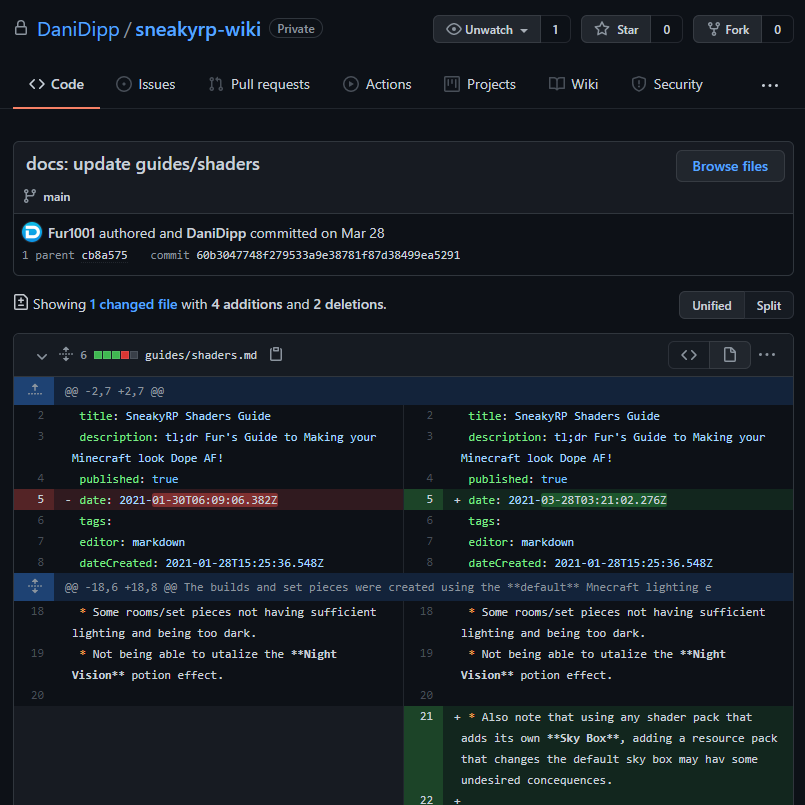 DaniDipp / sneakyrp-wiki Private Unwatch 1 Star 0 Fork 0
Code Issues Pull requests Actions Projects Wiki Security ...
docs: update guides/shaders Browse files
main
Fur1001 authored and DaniDipp committed on Mar 28
1 parent cb8a575 commit 60b3047748f279533a9e38781f87d38499ea5291
Showing 1 changed file with 4 additions and 2 deletions. Unified Split
6 guides/shaders.md
@@ -2,7 +2,7 @@
2 title: SneakyRP Shaders Guide
3 description: tl;dr Fur's Guide to Making your
Minecraft look Dope AF!
4 published: true
5 - date: 2021-01-30T06:09:06.382Z
6 tags:
7 editor: markdown
8 dateCreated: 2021-01-28T15:25:36.548Z
2 title: SneakyRP Shaders Guide
3 description: tl;dr Fur's Guide to Making your
Minecraft look Dope AF!
4 published: true
5 + date: 2021-03-28T03:21:02.276Z
6 tags:
7 editor: markdown
8 dateCreated: 2021-01-28T15:25:36.548Z
@@ -18,6 +18,8 @@ The builds and set pieces were created using the **default** Mnecraft lighting e
18 * Some rooms/set pieces not having sufficient
lighting and being too dark.
19 * Not being able to utalize the **Night
Vision** potion effect.
20
18 * Some rooms/set pieces not having sufficient
lighting and being too dark.
19 * Not being able to utalize the **Night
Vision** potion effect.
20
21 + * Also note that using any shader pack that
adds its own **Sky Box**, adding a resource pack
that changes the default sky box may hav some
undesired concequences.
22 +